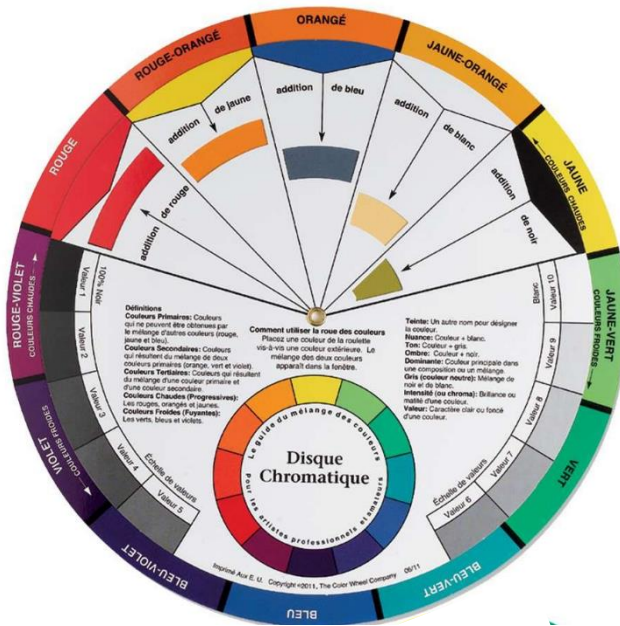 ORANGÉ
JAUNE-ORANGÉ
JAUNE
COULEURS CHAUDES
JAUNE-VERT
COULEURS FROIDES
VERT
BLEU-VERT
BLEU
BLEU-VIOLET
VIOLET
COULEURS FROIDES
ROUGE-VIOLET
COULEURS CHAUDES
ROUGE
ROUGE-ORANGÉ
addition de rouge
addition de jaune
addition de bleu
addition de blanc
addition de noir
100% Noir
Valeur 1
Valeur 2
Valeur 3
Valeur 4
Valeur 5
Échelle de valeurs
Définitions
Couleurs Primaires: Couleurs
qui ne peuvent être obtenues par
le mélange d'autres couleurs (rouge,
jaune et bleu).
Couleurs Secondaires: Couleurs
qui résultent du mélange de deux
couleurs primaires (orange, vert et violet).
Couleurs Tertiaires: Couleurs qui résultent
du mélange d'une couleur primaire et
d'une couleur secondaire.
Couleurs Chaudes (Progressives):
Les rouges, orangés et jaunes.
Couleurs Froides (Fuyantes):
Les verts, bleus et violets.
Comment utiliser la roue des couleurs
Placez une couleur de la roulette
vis-à-vis une couleur extérieure. Le
mélange des deux couleurs
apparaît dans la fenêtre.
Teinte: Un autre nom pour désigner
la couleur.
Nuance: Couleur + blanc.
Ton: Couleur + gris.
Ombre: Couleur + noir.
Dominante: Couleur principale dans
une composition ou un mélange.
Gris (couleur neutre): Mélange de
noir et de blanc.
Intensité (ou chroma): Brillance ou
matité d'une couleur.
Valeur: Caractère clair ou foncé
d'une couleur.
Blanc
Valeur 10
Valeur 9
Valeur 8
Valeur 7
Valeur 6
Échelle de valeurs
Le guide du mélange des couleurs
Disque
Chromatique
Pour les artistes professionnels et amateurs
Imprimé Aux E. U. Copyright ©2011, The Color Wheel Company 06/11